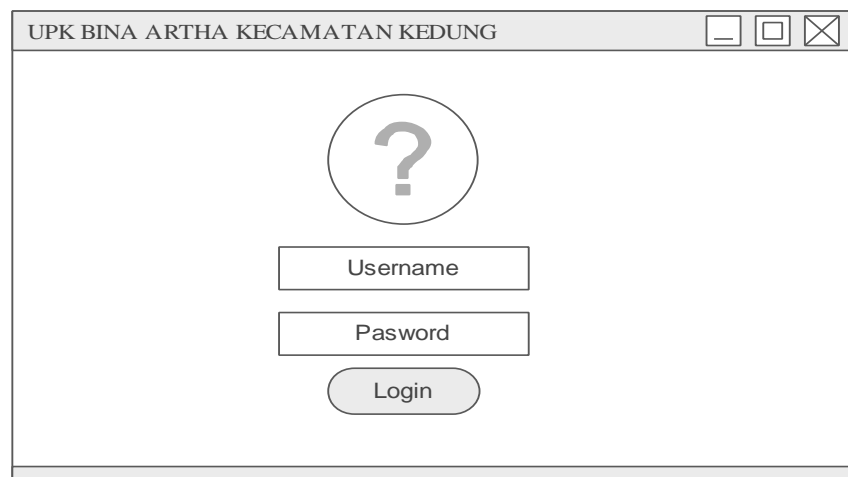 UPK BINA ARTHA KECAMATAN KEDUNG
?
Username
Pasword
Login